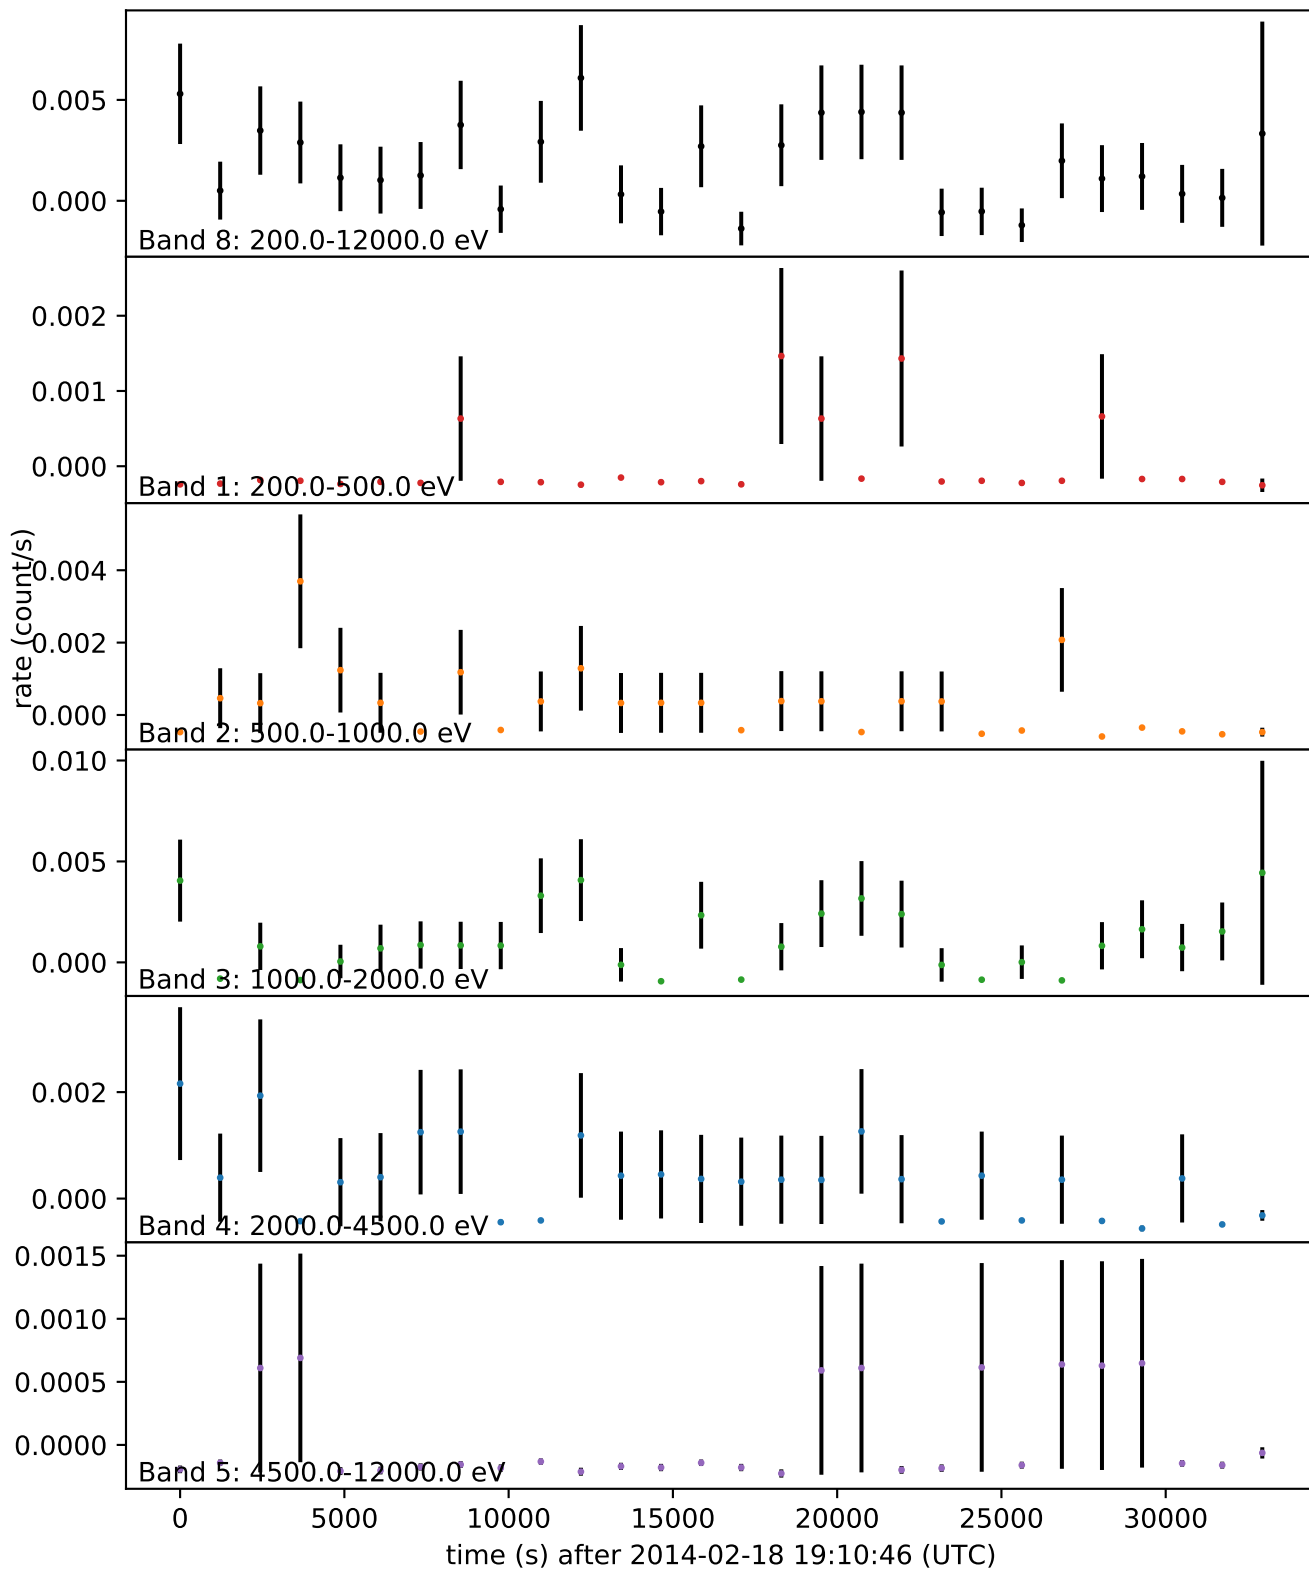 0.005
0.000
Band 8: 200.0-12000.0 eV
0.002
0.001
0.000
Band 1: 200.0-500.0 eV
rate (count/s)
0.004
0.002
0.000
Band 2: 500.0-1000.0 eV
0.010
0.005
0.000
Band 3: 1000.0-2000.0 eV
0.002
0.000
Band 4: 2000.0-4500.0 eV
0.0015
0.0010
0.0005
0.0000
Band 5: 4500.0-12000.0 eV
0 5000 10000 15000 20000 25000 30000
time (s) after 2014-02-18 19:10:46 (UTC)